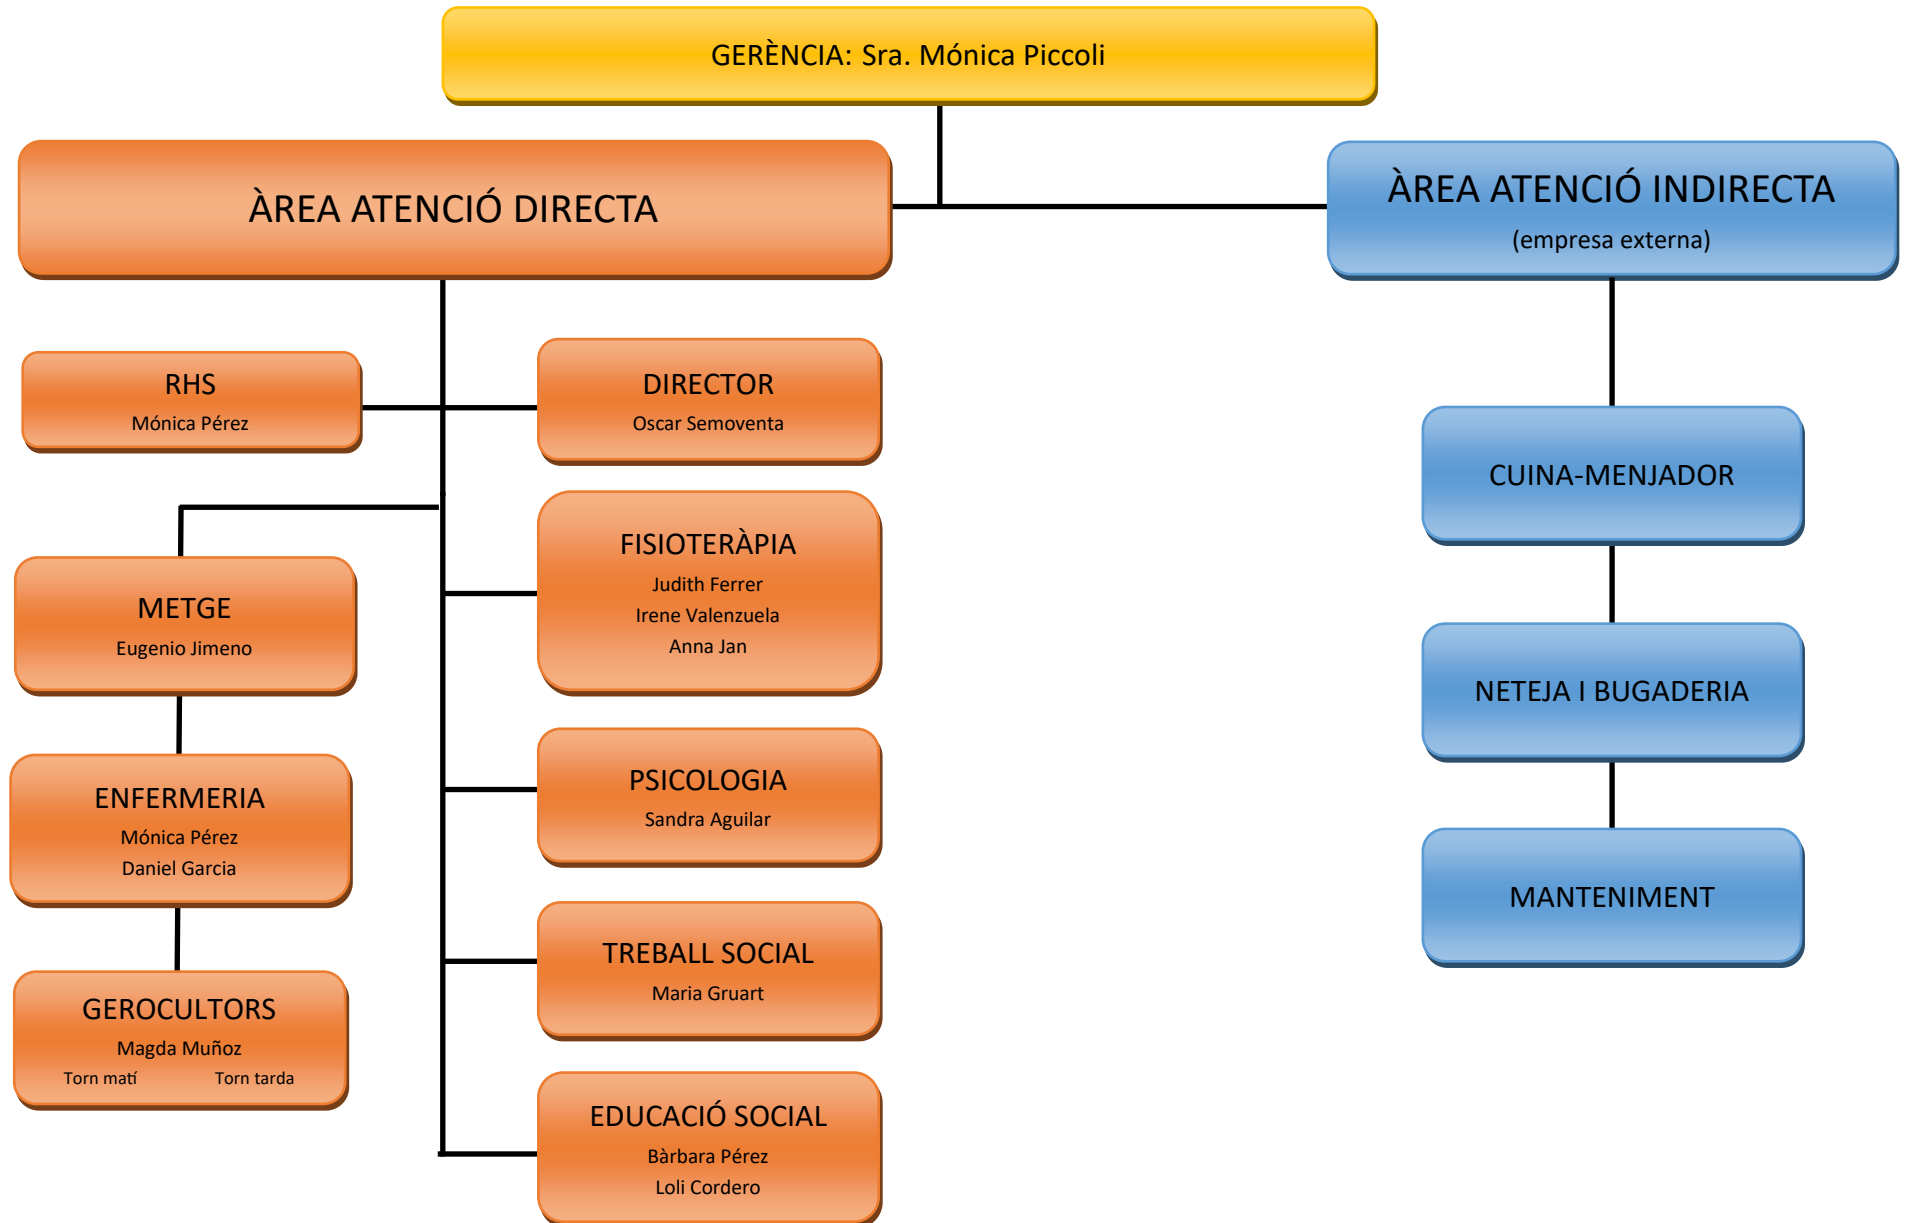 GERÈNCIA: Sra. Mónica Piccoli
ÀREA ATENCIÓ DIRECTA
ÀREA ATENCIÓ INDIRECTA
(empresa externa)
RHS
Mónica Pérez
DIRECTOR
Oscar Semoventa
METGE
Eugenio Jimeno
ENFERMERIA
Mónica Pérez
Daniel Garcia
GEROCULTORS
Magda Muñoz
Torn matí Torn tarda
FISIOTERÀPIA
Judith Ferrer
Irene Valenzuela
Anna Jan
PSICOLOGIA
Sandra Aguilar
TREBALL SOCIAL
Maria Gruart
EDUCACIÓ SOCIAL
Bàrbara Pérez
Loli Cordero
CUINA-MENJADOR
NETEJA I BUGADERIA
MANTENIMENT